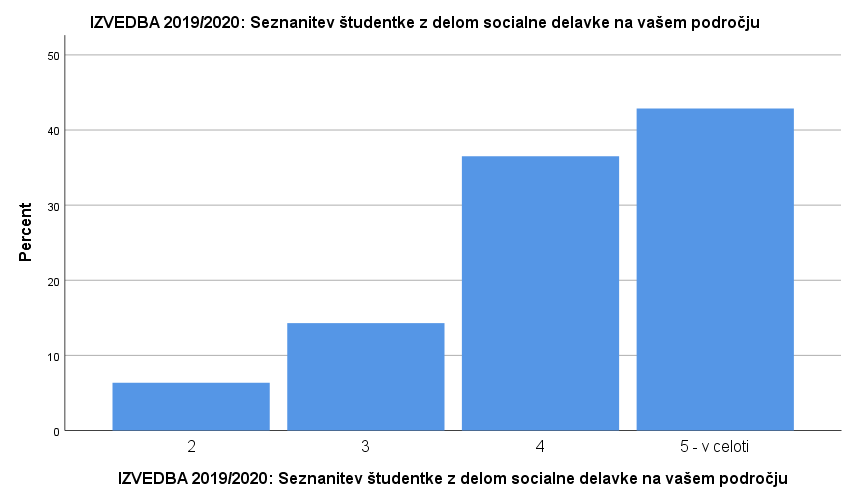 IZVEDBA 2019/2020: Seznanitev študentke z delom socialne delavke na vašem področju
50
40
30
20
10
0
Percent
2 3 4 5 - v celoti
IZVEDBA 2019/2020: Seznanitev študentke z delom socialne delavke na vašem področju